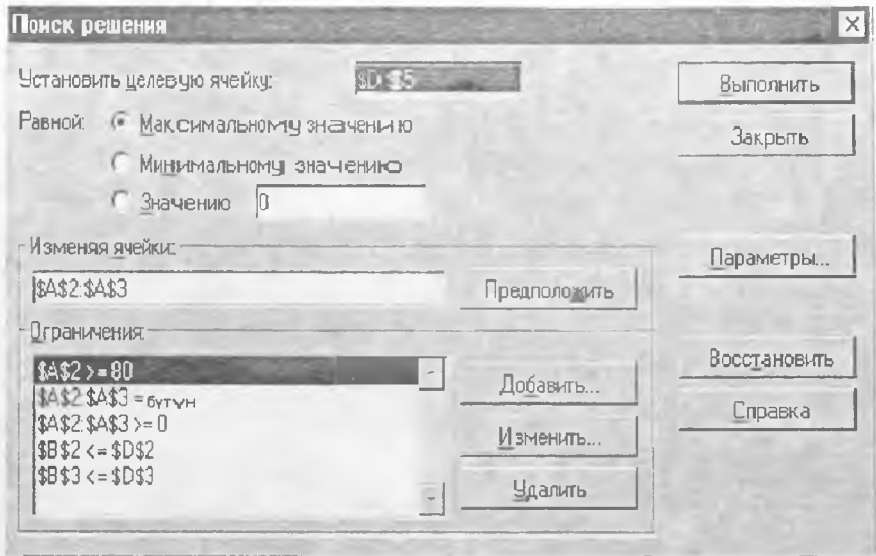 Поиск решения
Установить целевую ячейку: $D$5
Выполнить
Равной: Максимальному значению
Закрыть
Минимальному значению
Значению 0
Изменяя ячейки:
Параметры...
$A$2:$A$3
Предположить
Ограничения:
$A$2 >= 80
Восстановить
Добавить...
$A$2:$A$3 = бутун
Справка
$A$2:$A$3 >= 0
Изменить...
$B$2 <= $D$2
$B$3 <= $D$3
Удалить